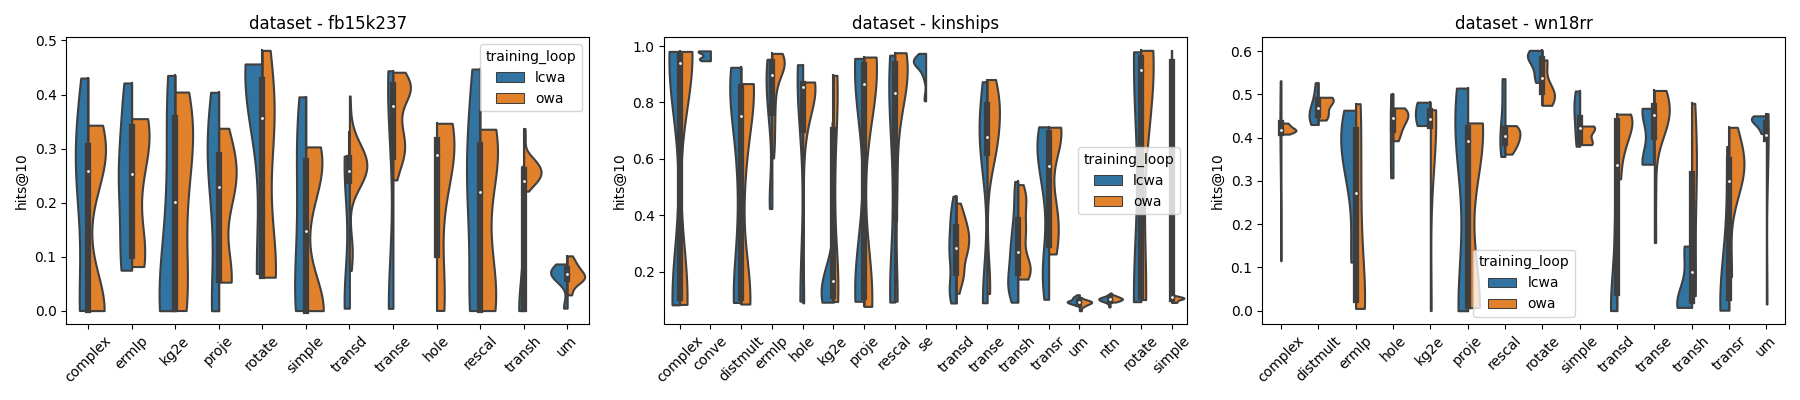 dataset - fb15k237
hits@10
0.5
0.4
0.3
0.2
0.1
0.0
training_loop
lcwa
owa
complex
ermlp
kg2e
proje
rotate
simple
transd
transe
hole
rescal
transh
um
dataset - kinships
hits@10
1.0
0.8
0.6
0.4
0.2
training_loop
lcwa
owa
complex
conve
distmult
ermlp
hole
kg2e
proje
rescal
se
transd
transe
transh
transr
um
ntn
rotate
simple
dataset - wn18rr
hits@10
0.6
0.5
0.4
0.3
0.2
0.1
0.0
training_loop
lcwa
owa
complex
distmult
ermlp
hole
kg2e
proje
rescal
rotate
simple
transd
transe
transh
transr
um